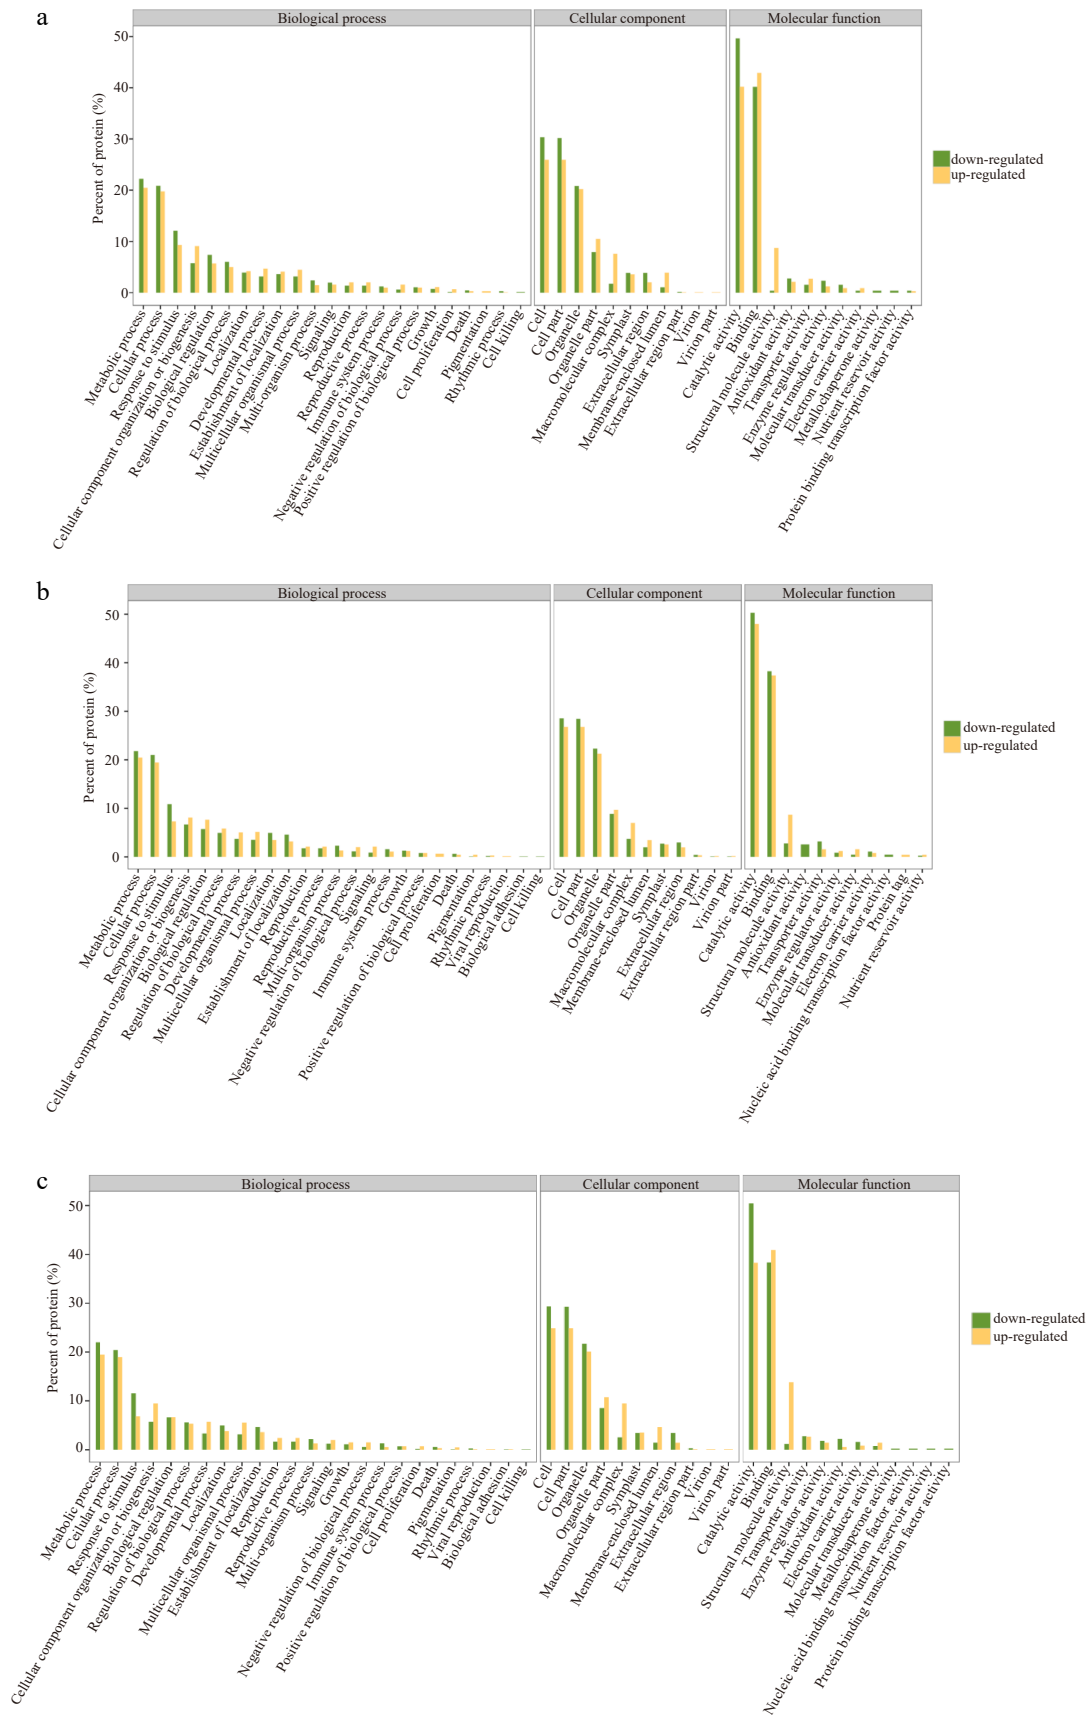 a
Biological process
Cellular component
Molecular function
Percent of protein (%)
50
40
30
20
10
0
down-regulated
up-regulated
Metabolic process
Cellular process
Response to stimulus
Cellular component organization or biogenesis
Biological regulation
Regulation of biological process
Localization
Developmental process
Establishment of localization
Multicellular organismal process
Multi-organism process
Signaling
Reproduction
Reproductive process
Immune system process
Negative regulation of biological process
Positive regulation of biological process
Growth
Cell proliferation
Death
Pigmentation
Rhythmic process
Cell killing
Cell
Cell part
Organelle
Organelle part
Macromolecular complex
Symplast
Extracellular region
Membrane-enclosed lumen
Extracellular region part
Virion
Virion part
Catalytic activity
Binding
Structural molecule activity
Antioxidant activity
Transporter activity
Enzyme regulator activity
Molecular transducer activity
Electron carrier activity
Metallochaperone activity
Nutrient reservoir activity
Protein binding transcription factor activity
b
Biological process
Cellular component
Molecular function
Percent of protein (%)
50
40
30
20
10
0
down-regulated
up-regulated
Metabolic process
Cellular process
Response to stimulus
Cellular component organization or biogenesis
Biological regulation
Regulation of biological process
Developmental process
Multicellular organismal process
Localization
Establishment of localization
Reproduction
Reproductive process
Multi-organism process
Negative regulation of biological process
Signaling
Immune system process
Growth
Positive regulation of biological process
Cell proliferation
Death
Pigmentation
Rhythmic process
Viral reproduction
Biological adhesion
Cell killing
Cell
Cell part
Organelle
Organelle part
Macromolecular complex
Membrane-enclosed lumen
Symplast
Extracellular region
Extracellular region part
Virion
Virion part
Catalytic activity
Binding
Structural molecule activity
Antioxidant activity
Transporter activity
Enzyme regulator activity
Molecular transducer activity
Electron carrier activity
Nucleic acid binding transcription factor activity
Protein tag
Nutrient reservoir activity
c
Biological process
Cellular component
Molecular function
Percent of protein (%)
50
40
30
20
10
0
down-regulated
up-regulated
Metabolic process
Cellular process
Response to stimulus
Cellular component organization or biogenesis
Biological regulation
Regulation of biological process
Developmental process
Localization
Multicellular organismal process
Establishment of localization
Reproduction
Reproductive process
Multi-organism process
Signaling
Growth
Negative regulation of biological process
Immune system process
Positive regulation of biological process
Cell proliferation
Death
Pigmentation
Rhythmic process
Viral reproduction
Biological adhesion
Cell killing
Cell
Cell part
Organelle
Organelle part
Macromolecular complex
Symplast
Membrane-enclosed lumen
Extracellular region
Extracellular region part
Virion
Virion part
Catalytic activity
Binding
Structural molecule activity
Transporter activity
Enzyme regulator activity
Antioxidant activity
Electron carrier activity
Molecular transducer activity
Metallochaperone activity
Nucleic acid binding transcription factor activity
Nutrient reservoir activity
Protein binding transcription factor activity